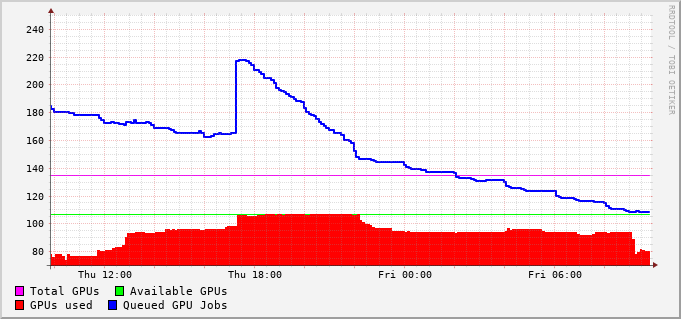 RRDTOOL / TOBI OETIKER
240
220
200
180
160
140
120
100
80
Thu 12:00 Thu 18:00 Fri 00:00 Fri 06:00
Total GPUs Available GPUs
GPUs used Queued GPU Jobs